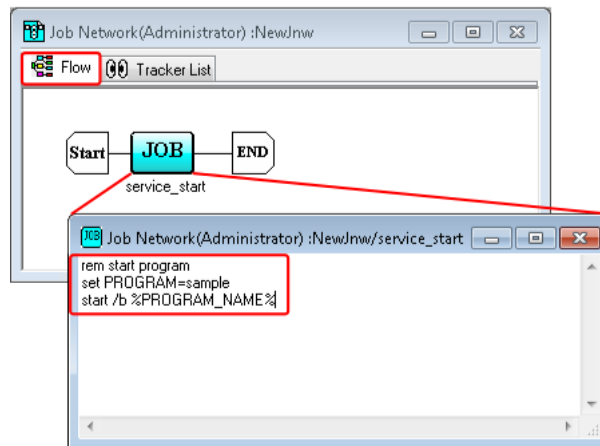 Job Network(Administrator) :NewJnw
Flow Tracker List
Start JOB END
service_start
JOB Job Network(Administrator) :NewJnw/service_start
rem start program
set PROGRAM=sample
start /b %PROGRAM_NAME%